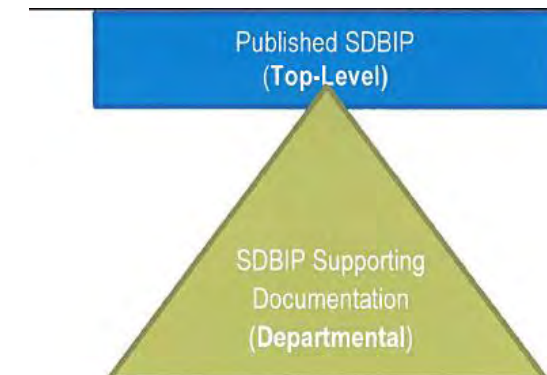 Published SDBIP
(Top-Level)
SDBIP Supporting
Documentation
(Departmental)